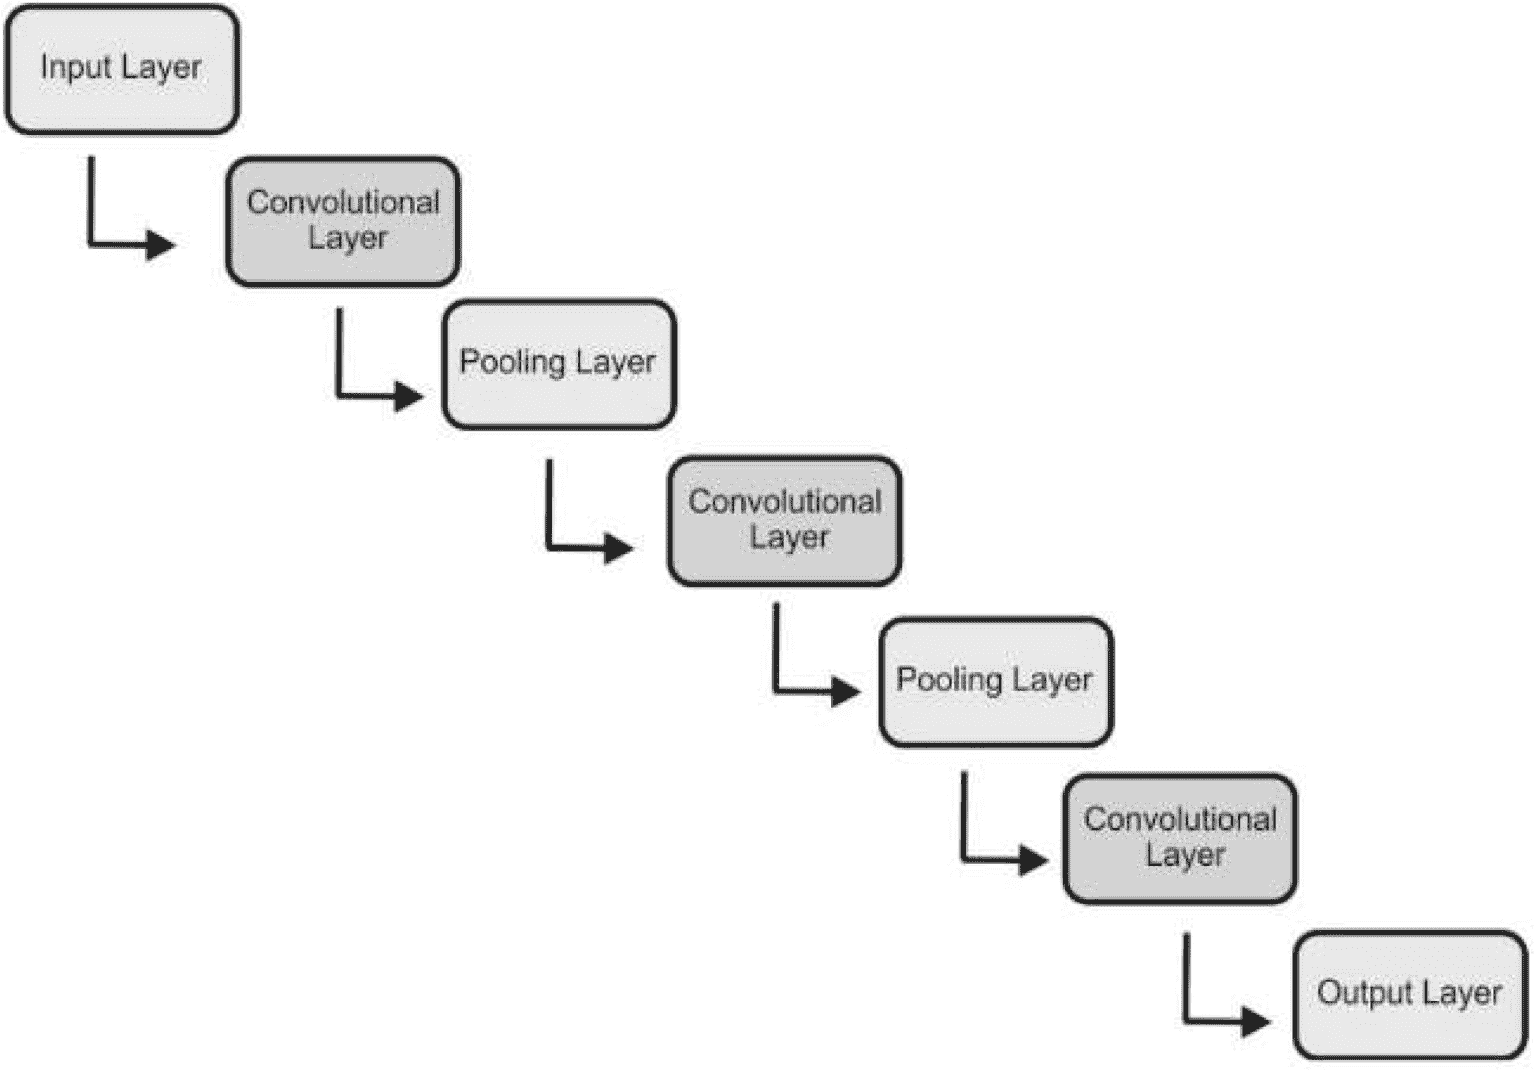 Input Layer
Convolutional
Layer
Pooling Layer
Convolutional
Layer
Pooling Layer
Convolutional
Layer
Output Layer